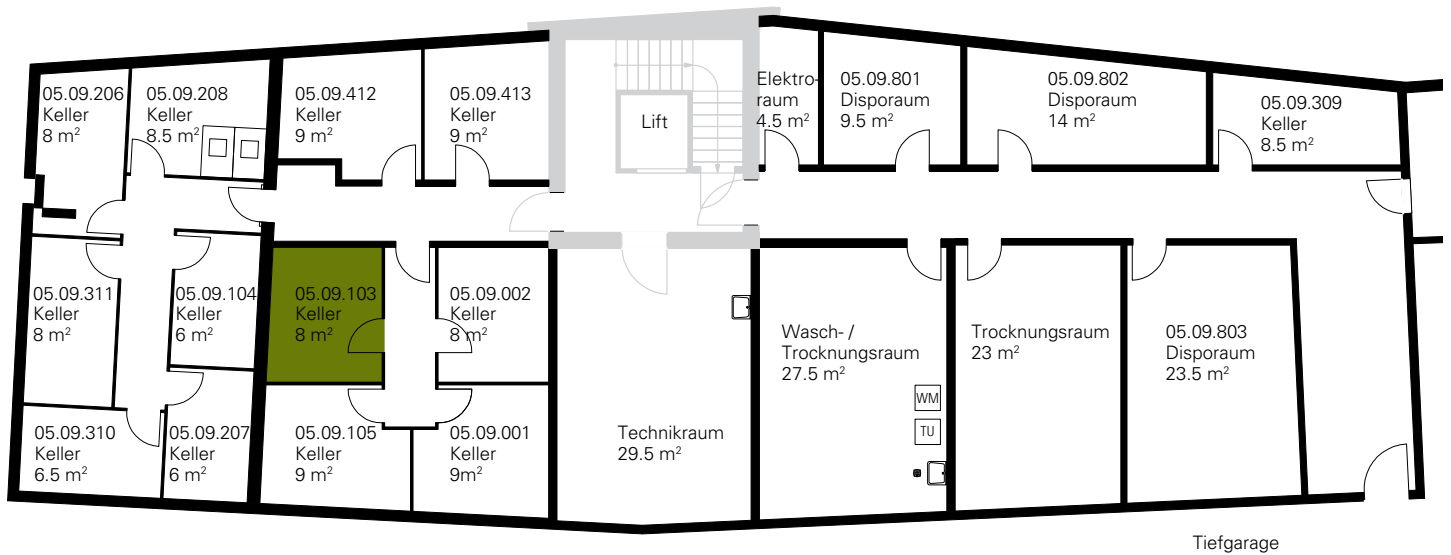 05.09.206
Keller
8 m²
05.09.208
Keller
8.5 m²
05.09.412
Keller
9 m²
05.09.413
Keller
9 m²
Lift
Elektro-
raum
4.5 m²
05.09.801
Disporaum
9.5 m²
05.09.802
Disporaum
14 m²
05.09.309
Keller
8.5 m²
05.09.311
Keller
8 m²
05.09.104
Keller
6 m²
05.09.103
Keller
8 m²
05.09.002
Keller
8 m²
Wasch- /
Trocknungsraum
27.5 m²
WM
TU
Trocknungsraum
23 m²
05.09.803
Disporaum
23.5 m²
05.09.310
Keller
6.5 m²
05.09.207
Keller
6 m²
05.09.105
Keller
9 m²
05.09.001
Keller
9m²
Technikraum
29.5 m²
Tiefgarage